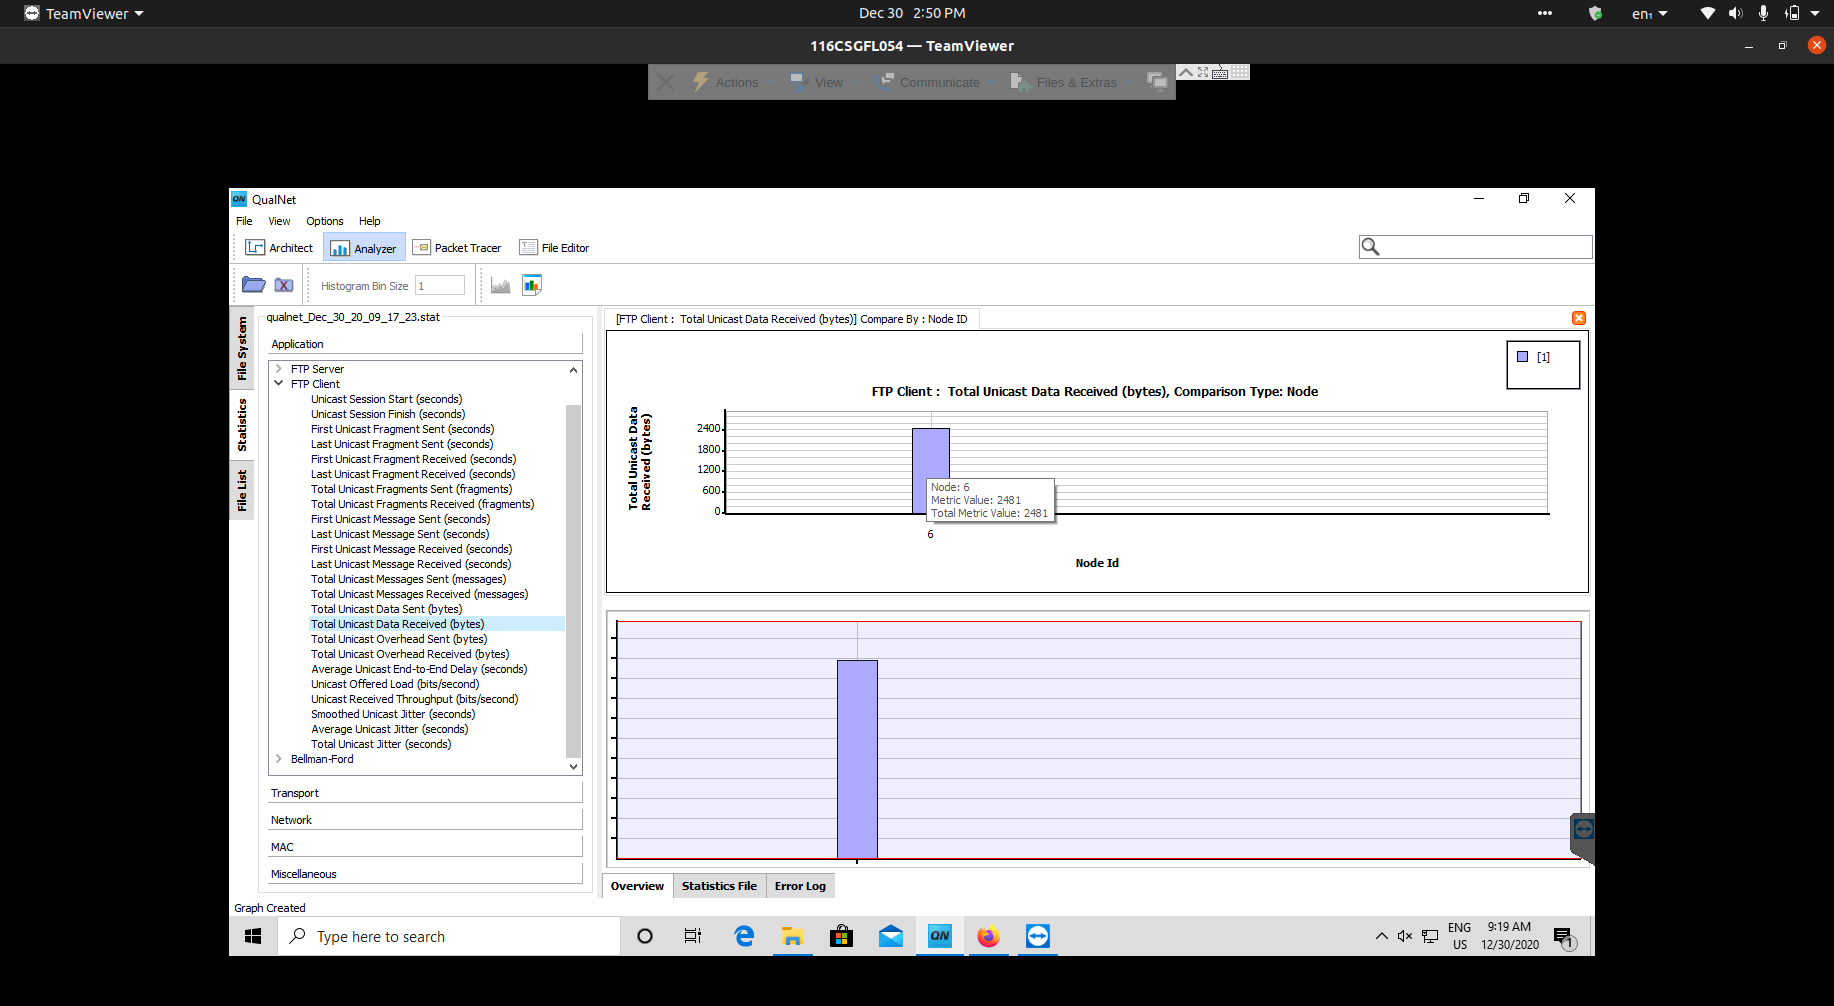 TeamViewer
Dec 30 2:50 PM
en₁
116CSGFL054 — TeamViewer
Actions
View
Communicate
Files & Extras
QN QualNet
File View Options Help
Architect Analyzer Packet Tracer File Editor
Histogram Bin Size 1
File System
Statistics
File List
qualnet_Dec_30_20_09_17_23.stat
Application
FTP Server
FTP Client
Unicast Session Start (seconds)
Unicast Session Finish (seconds)
First Unicast Fragment Sent (seconds)
Last Unicast Fragment Sent (seconds)
First Unicast Fragment Received (seconds)
Last Unicast Fragment Received (seconds)
Total Unicast Fragments Sent (fragments)
Total Unicast Fragments Received (fragments)
First Unicast Message Sent (seconds)
Last Unicast Message Sent (seconds)
First Unicast Message Received (seconds)
Last Unicast Message Received (seconds)
Total Unicast Messages Sent (messages)
Total Unicast Messages Received (messages)
Total Unicast Data Sent (bytes)
Total Unicast Data Received (bytes)
Total Unicast Overhead Sent (bytes)
Total Unicast Overhead Received (bytes)
Average Unicast End-to-End Delay (seconds)
Unicast Offered Load (bits/second)
Unicast Received Throughput (bits/second)
Smoothed Unicast Jitter (seconds)
Average Unicast Jitter (seconds)
Total Unicast Jitter (seconds)
Bellman-Ford
Transport
Network
MAC
Miscellaneous
[FTP Client : Total Unicast Data Received (bytes)] Compare By : Node ID
[1]
FTP Client : Total Unicast Data Received (bytes), Comparison Type: Node
Total Unicast Data
Received (bytes)
2400
1800
1200
600
0
Node: 6
Metric Value: 2481
Total Metric Value: 2481
6
Node Id
Overview Statistics File Error Log
Graph Created
Type here to search
QN
ENG
US
9:19 AM
12/30/2020
1